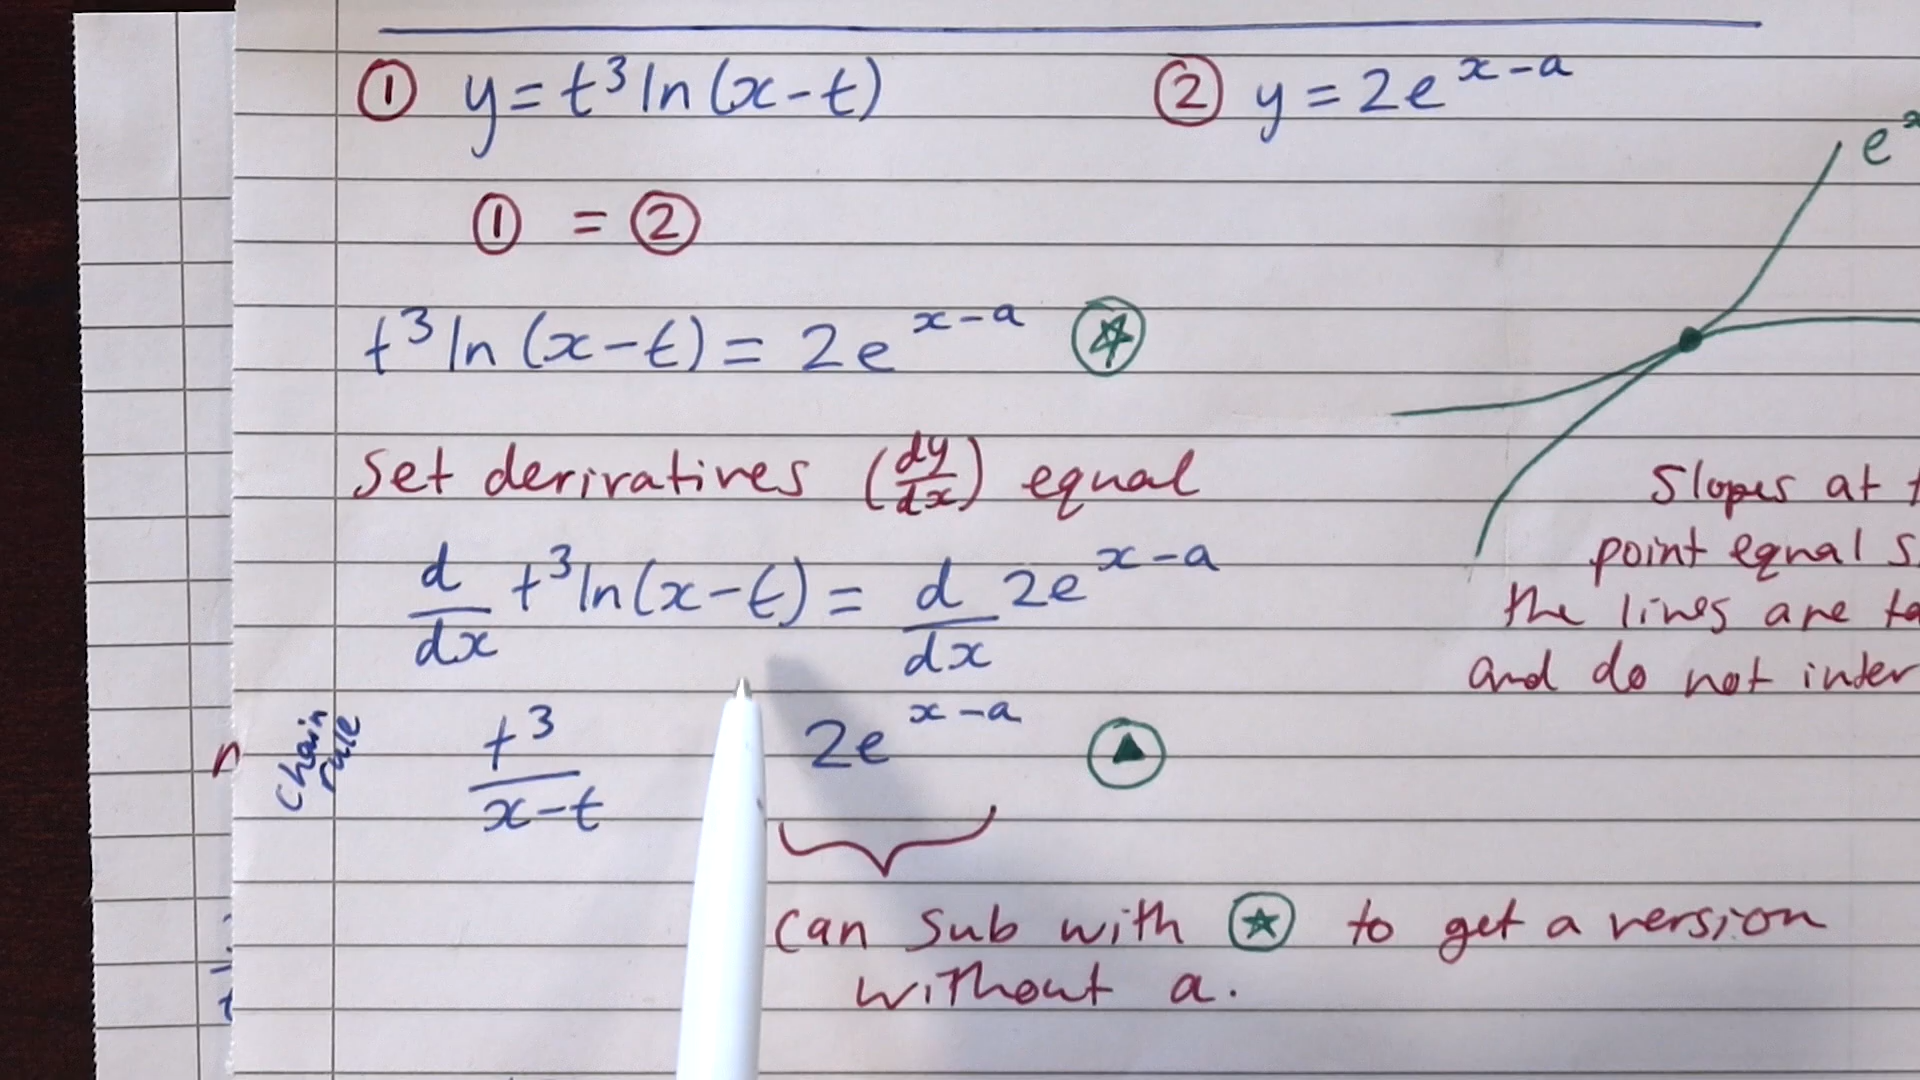 ① y = t³ ln(x-t)
② y = 2e^(x-a)
① = ②
t³ ln(x-t) = 2e^(x-a) ☆
Set derivatives (dy/dx) equal
d/dx t³ ln(x-t) = d/dx 2e^(x-a)
Chain rule
t³/(x-t) 2e^(x-a) ▲
Can sub with ★ to get a version
without a.
Slopes at
point equal
the lines are
and do not